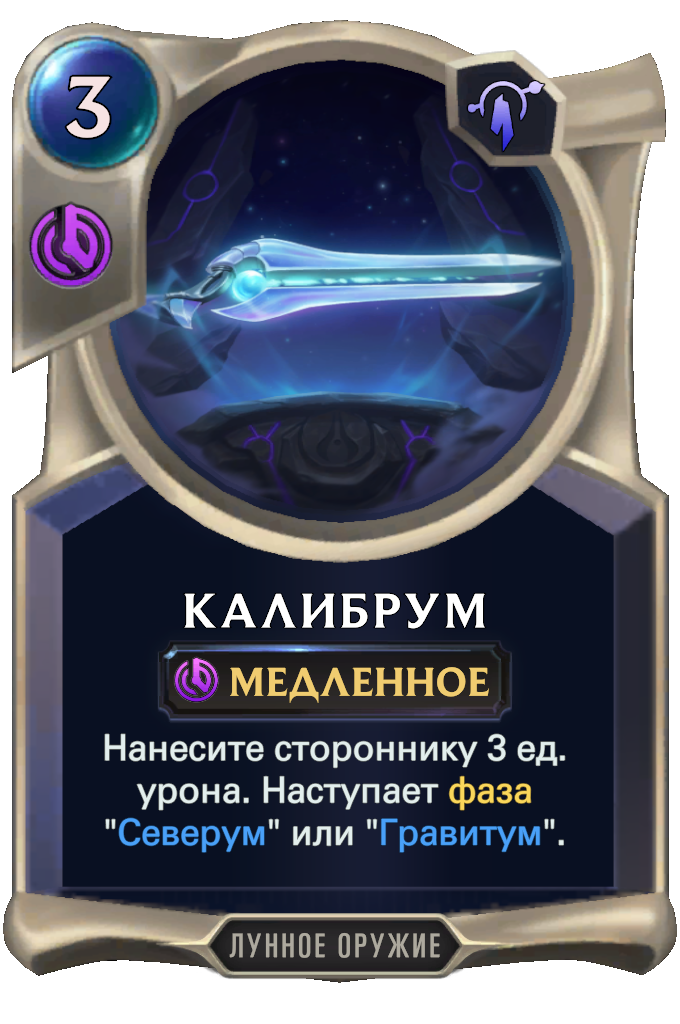 3
КАЛИБРУМ
МЕДЛЕННОЕ
Нанесите стороннику 3 ед.
урона. Наступает фаза
"Северум" или "Гравитум".
ЛУННОЕ ОРУЖИЕ